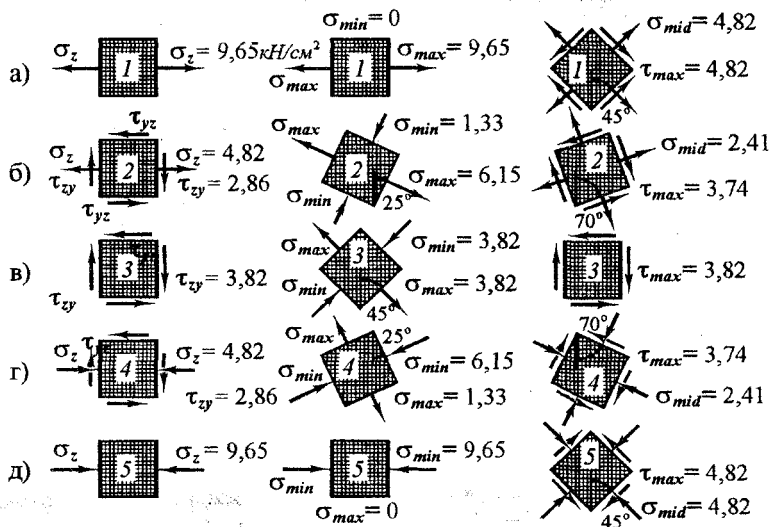 а) σz 1 σz = 9,65 кН/см² σmin = 0 σmax 1 σmax = 9,65 1 45° σmid = 4,82 τmax = 4,82
б) τyz σz τzy 2 τyz σz = 4,82 τzy = 2,86 σmax σmin 2 25° σmin = 1,33 σmax = 6,15 2 70° σmid = 2,41 τmax = 3,74
в) τzy 3 τzy = 3,82 σmax σmin 3 45° σmin = 3,82 σmax = 3,82 3 τmax = 3,82
г) σz 4 σz = 4,82 τzy = 2,86 σmax σmin 4 25° σmin = 6,15 σmax = 1,33 70° 4 τmax = 3,74 σmid = 2,41
д) σz 5 σz = 9,65 σmin 5 σmin = 9,65 σmax = 0 5 45° τmax = 4,82 σmid = 4,82